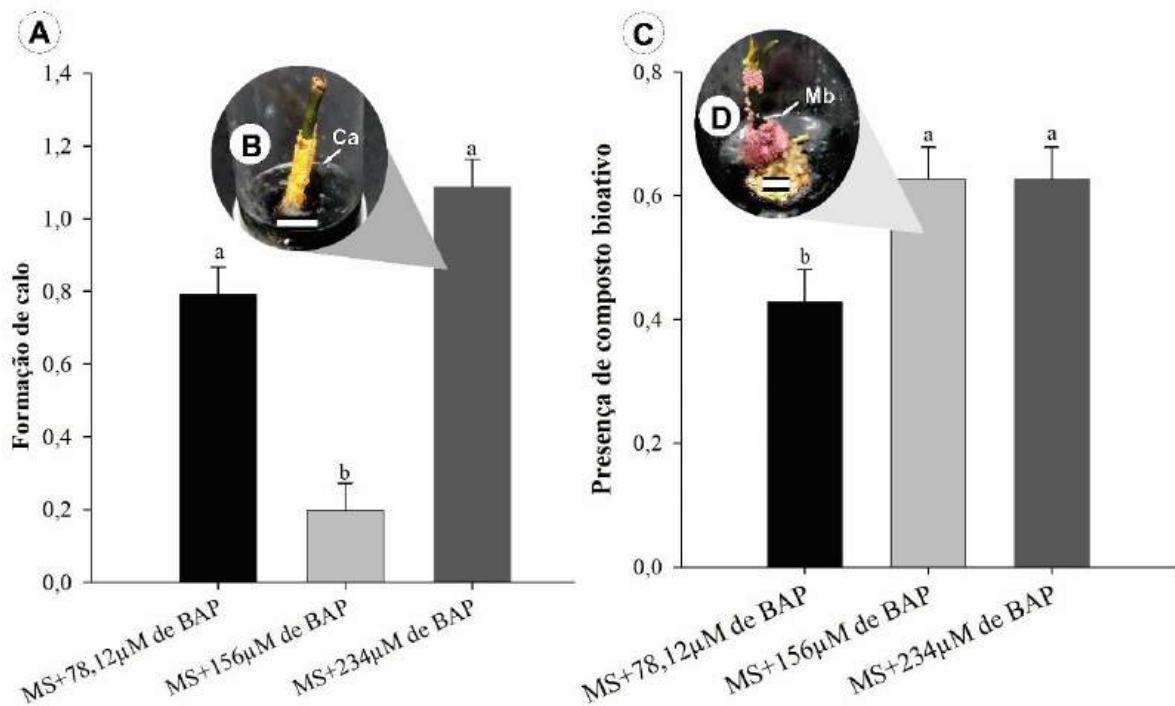 A
1,4
1,2
1,0
0,8
0,6
0,4
0,2
0,0
Formação de calo
B
Ca
a
b
a
MS+78,12µM de BAP
MS+156µM de BAP
MS+234µM de BAP
C
0,8
0,6
0,4
0,2
0,0
Presença de composto bioativo
D
Mb
b
a
a
MS+78,12µM de BAP
MS+156µM de BAP
MS+234µM de BAP